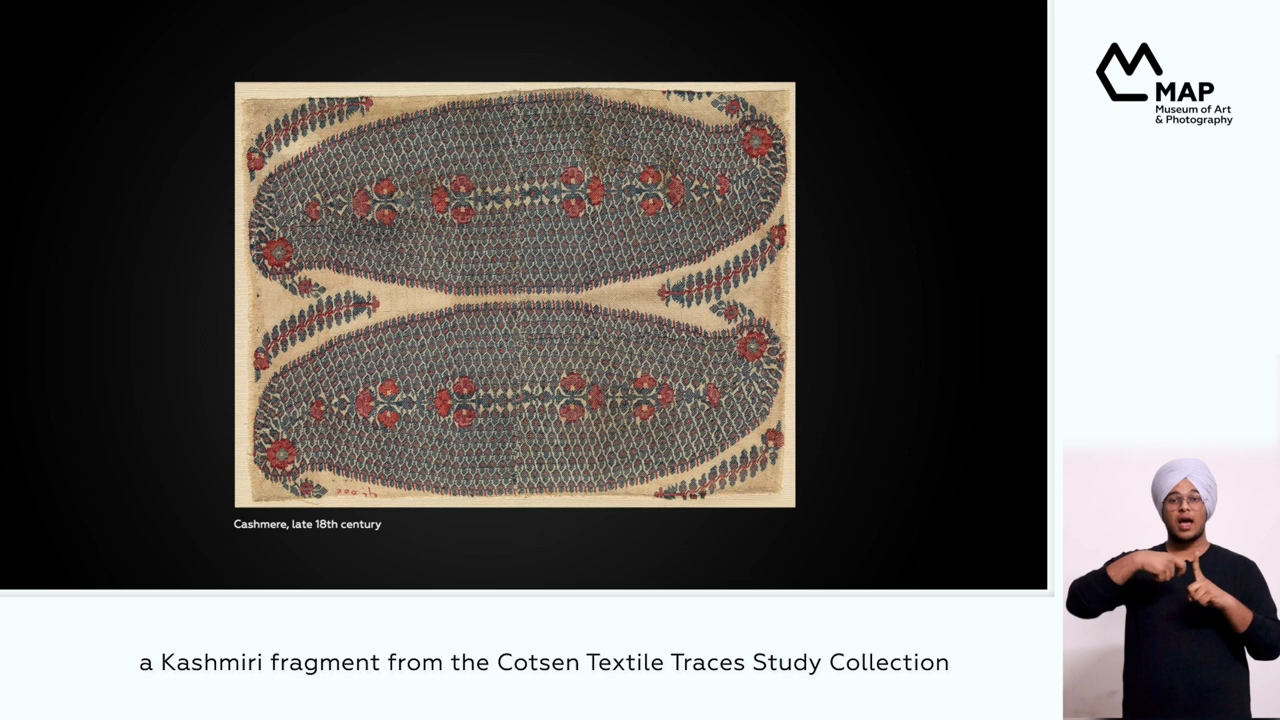 MAP
Museum of Art
& Photography
Cashmere, late 18th century
a Kashmiri fragment from the Cotsen Textile Traces Study Collection